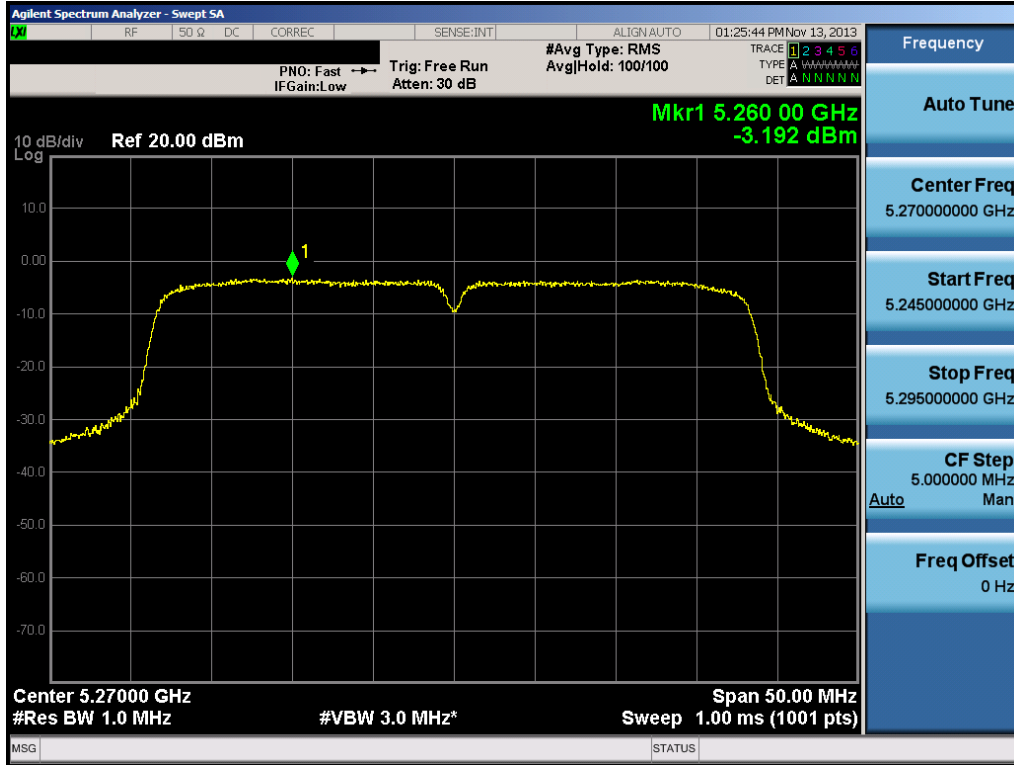 Agilent Spectrum Analyzer - Swept SA
LXI RF 50 Ω DC CORREC SENSE:INT ALIGN AUTO 01:25:44 PM Nov 13, 2013
PNO: Fast
IFGain:Low
Trig: Free Run
Atten: 30 dB
#Avg Type: RMS
Avg|Hold: 100/100
TRACE 1 2 3 4 5 6
TYPE A
DET A N N N N N
Mkr1 5.260 00 GHz
-3.192 dBm
10 dB/div Ref 20.00 dBm
Log
10.0
0.00
-10.0
-20.0
-30.0
-40.0
-50.0
-60.0
-70.0
1
Center 5.27000 GHz Span 50.00 MHz
#Res BW 1.0 MHz #VBW 3.0 MHz* Sweep 1.00 ms (1001 pts)
MSG STATUS
Frequency
Auto Tune
Center Freq
5.270000000 GHz
Start Freq
5.245000000 GHz
Stop Freq
5.295000000 GHz
CF Step
5.000000 MHz
Auto Man
Freq Offset
0 Hz